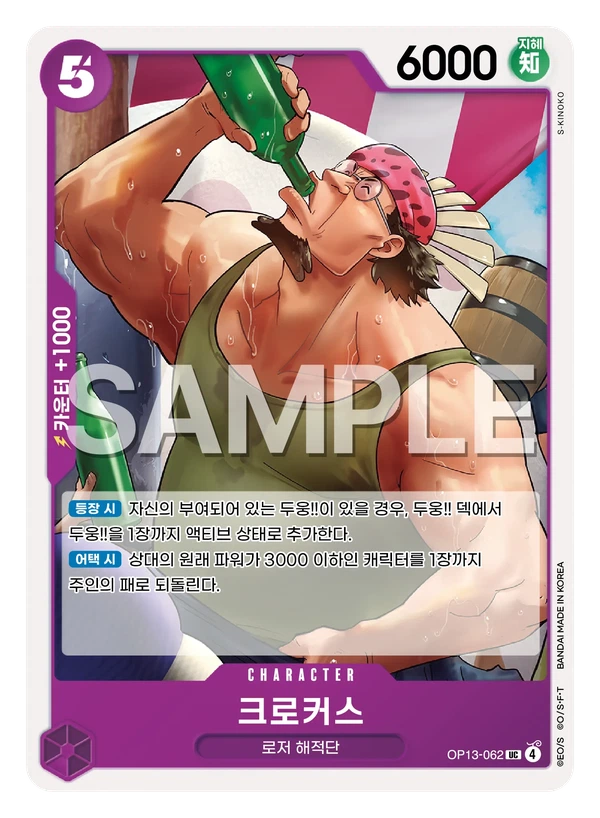 5
6000
지혜
知
S-KINOKO
카운터 +1000
SAMPLE
등장 시 자신의 부여되어 있는 두웅!!이 있을 경우, 두웅!! 덱에서
두웅!!을 1장까지 액티브 상태로 추가한다.
어택 시 상대의 원래 파워가 3000 이하인 캐릭터를 1장까지
주인의 패로 되돌린다.
CHARACTER
크로커스
로저 해적단
OP13-062 UC 4
©EO/S ©O/S·F·T BANDAI MADE IN KOREA